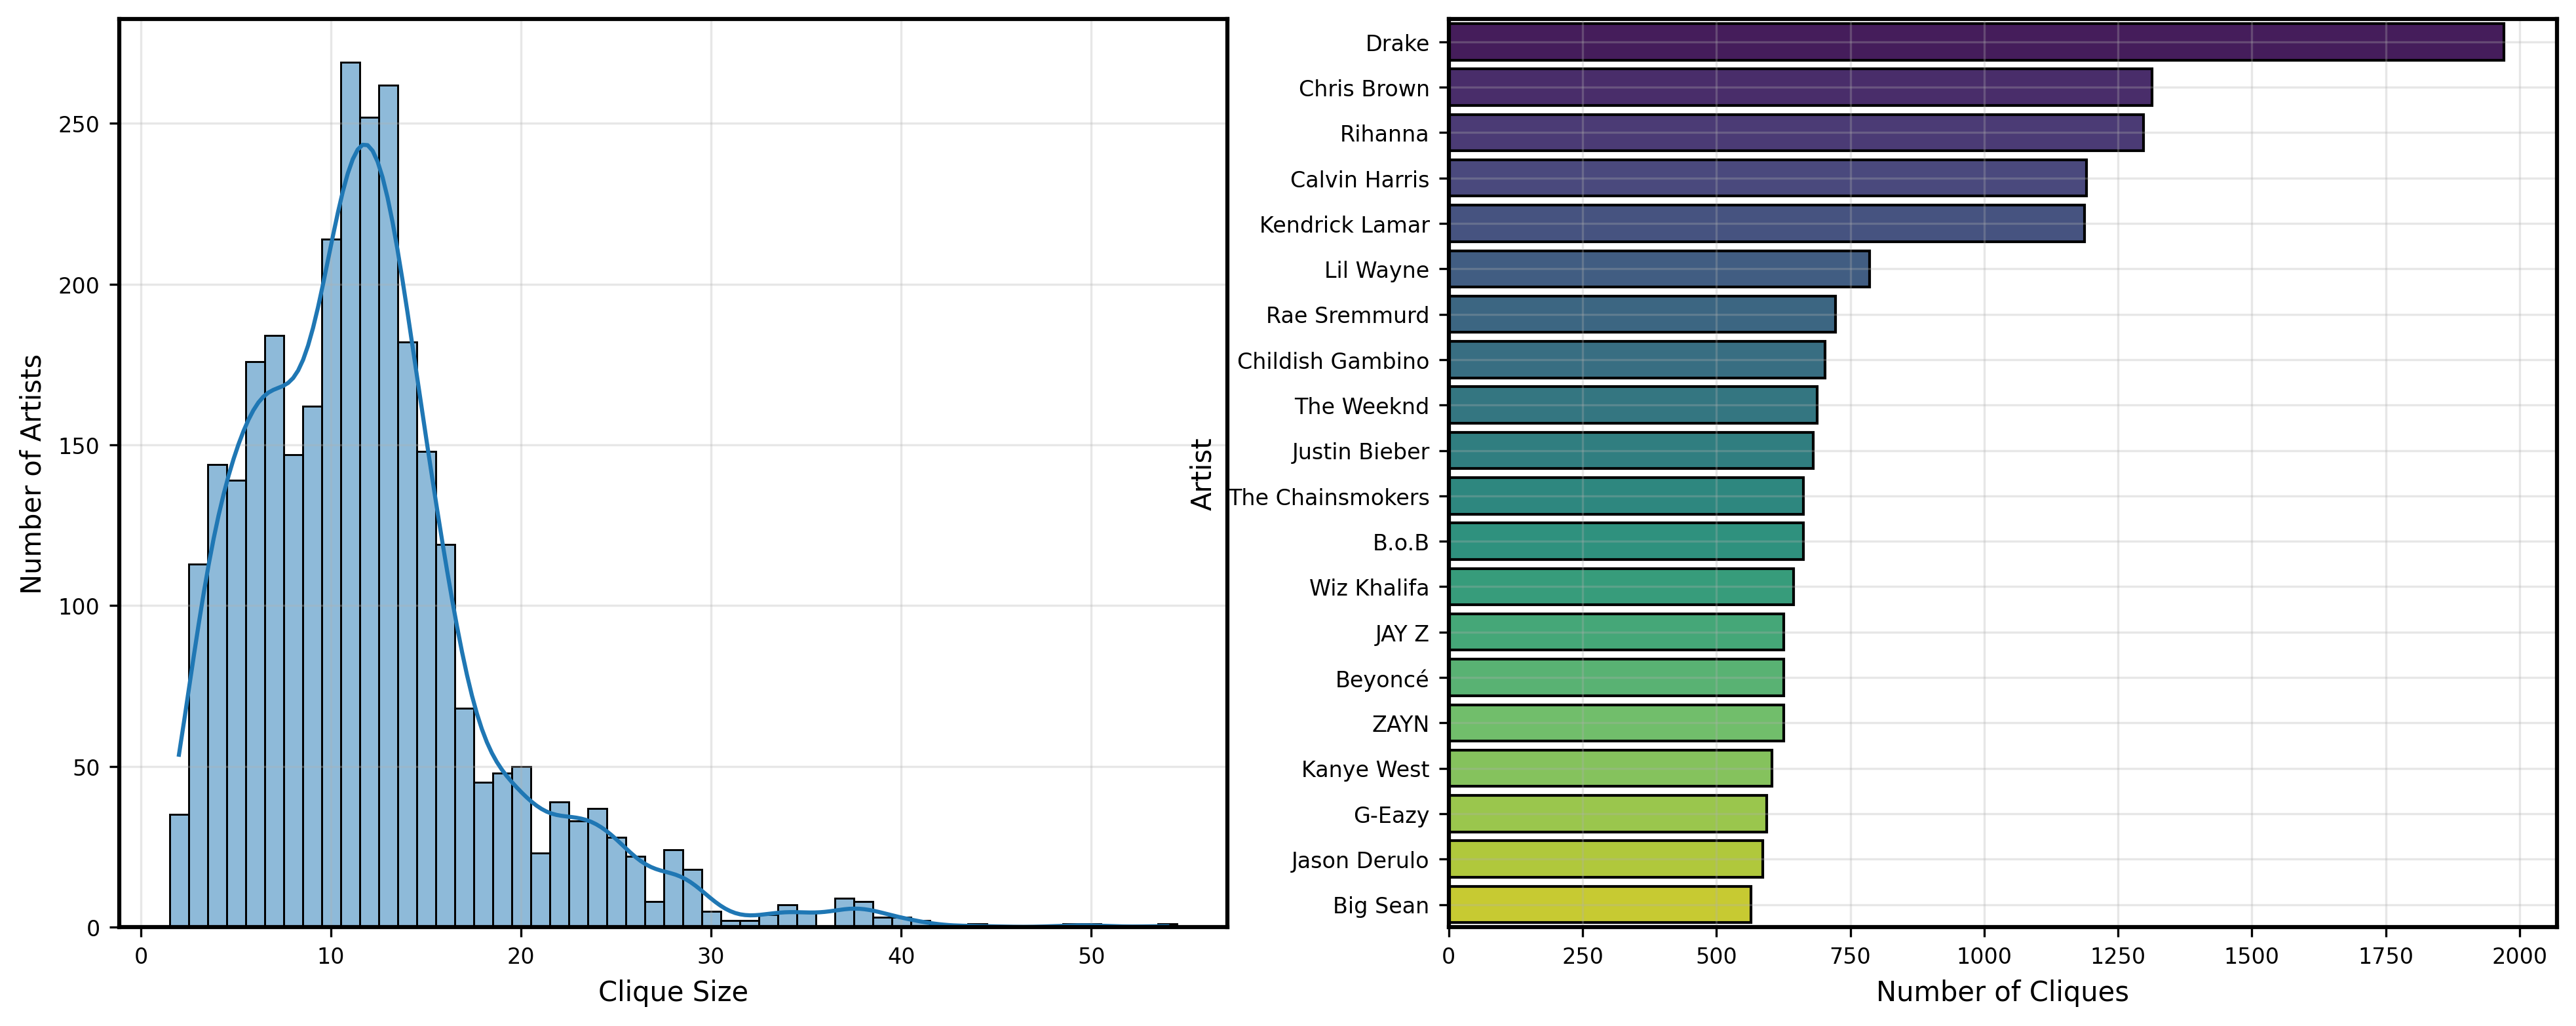 Number of Artists
250
200
150
100
50
0
0 10 20 30 40 50
Clique Size
Artist
Drake
Chris Brown
Rihanna
Calvin Harris
Kendrick Lamar
Lil Wayne
Rae Sremmurd
Childish Gambino
The Weeknd
Justin Bieber
The Chainsmokers
B.o.B
Wiz Khalifa
JAY Z
Beyoncé
ZAYN
Kanye West
G-Eazy
Jason Derulo
Big Sean
0 250 500 750 1000 1250 1500 1750 2000
Number of Cliques